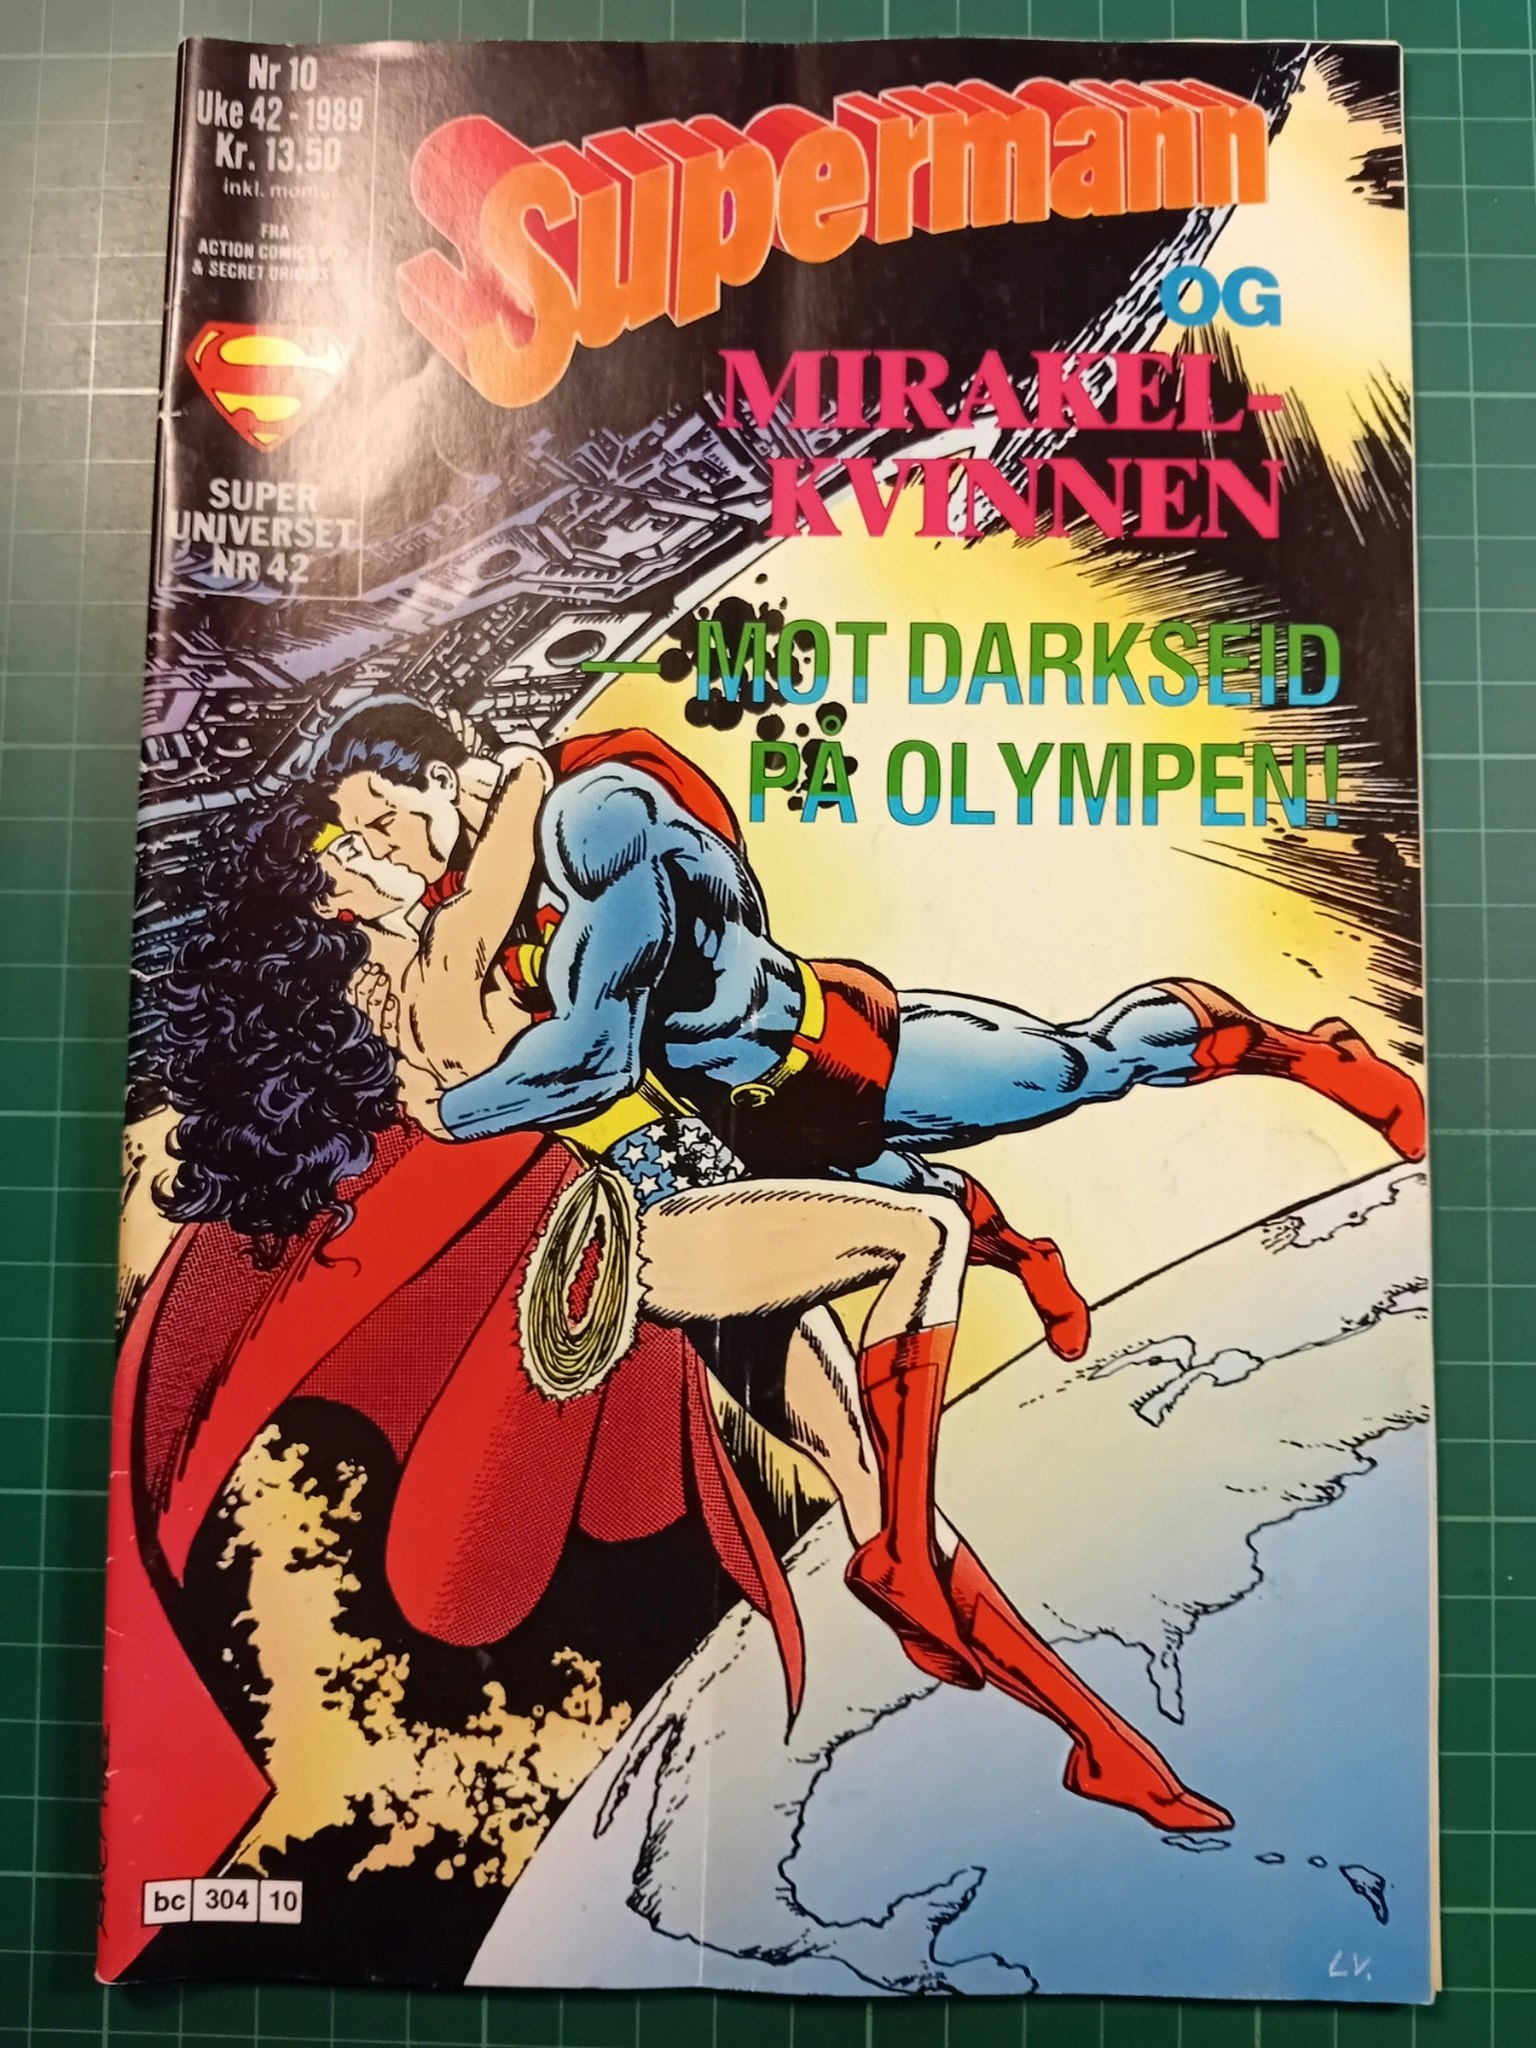 Nr 10
Uke 42 - 1989
Kr. 13,50
inkl. moms
FRA
ACTION COMICS 600
& SECRET ORIGINS
SUPER
UNIVERSET
NR 42
Supermann
OG
MIRAKEL-
KVINNEN
— MOT DARKSEID
PÅ OLYMPEN!
bc 304 10
L.V.